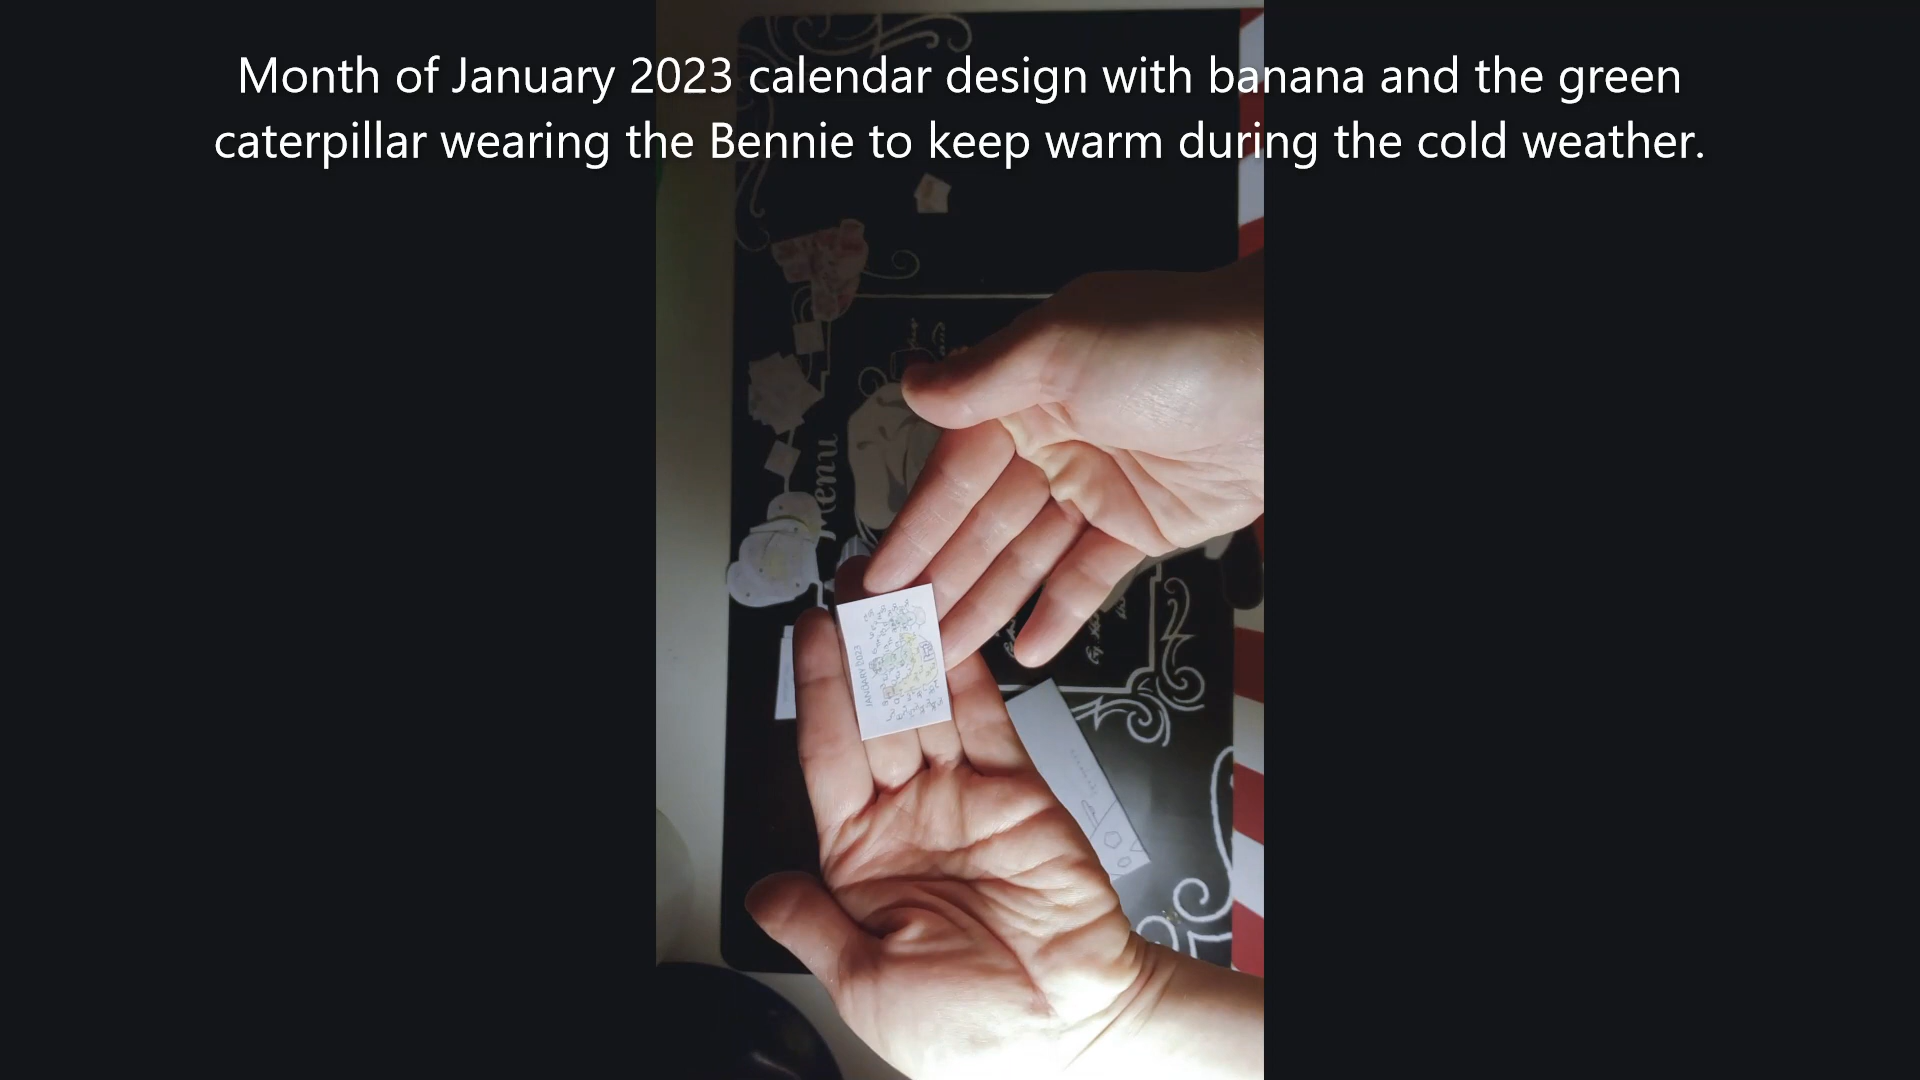 Month of January 2023 calendar design with banana and the green
caterpillar wearing the Bennie to keep warm during the cold weather.
Menu
JANUARY 2023